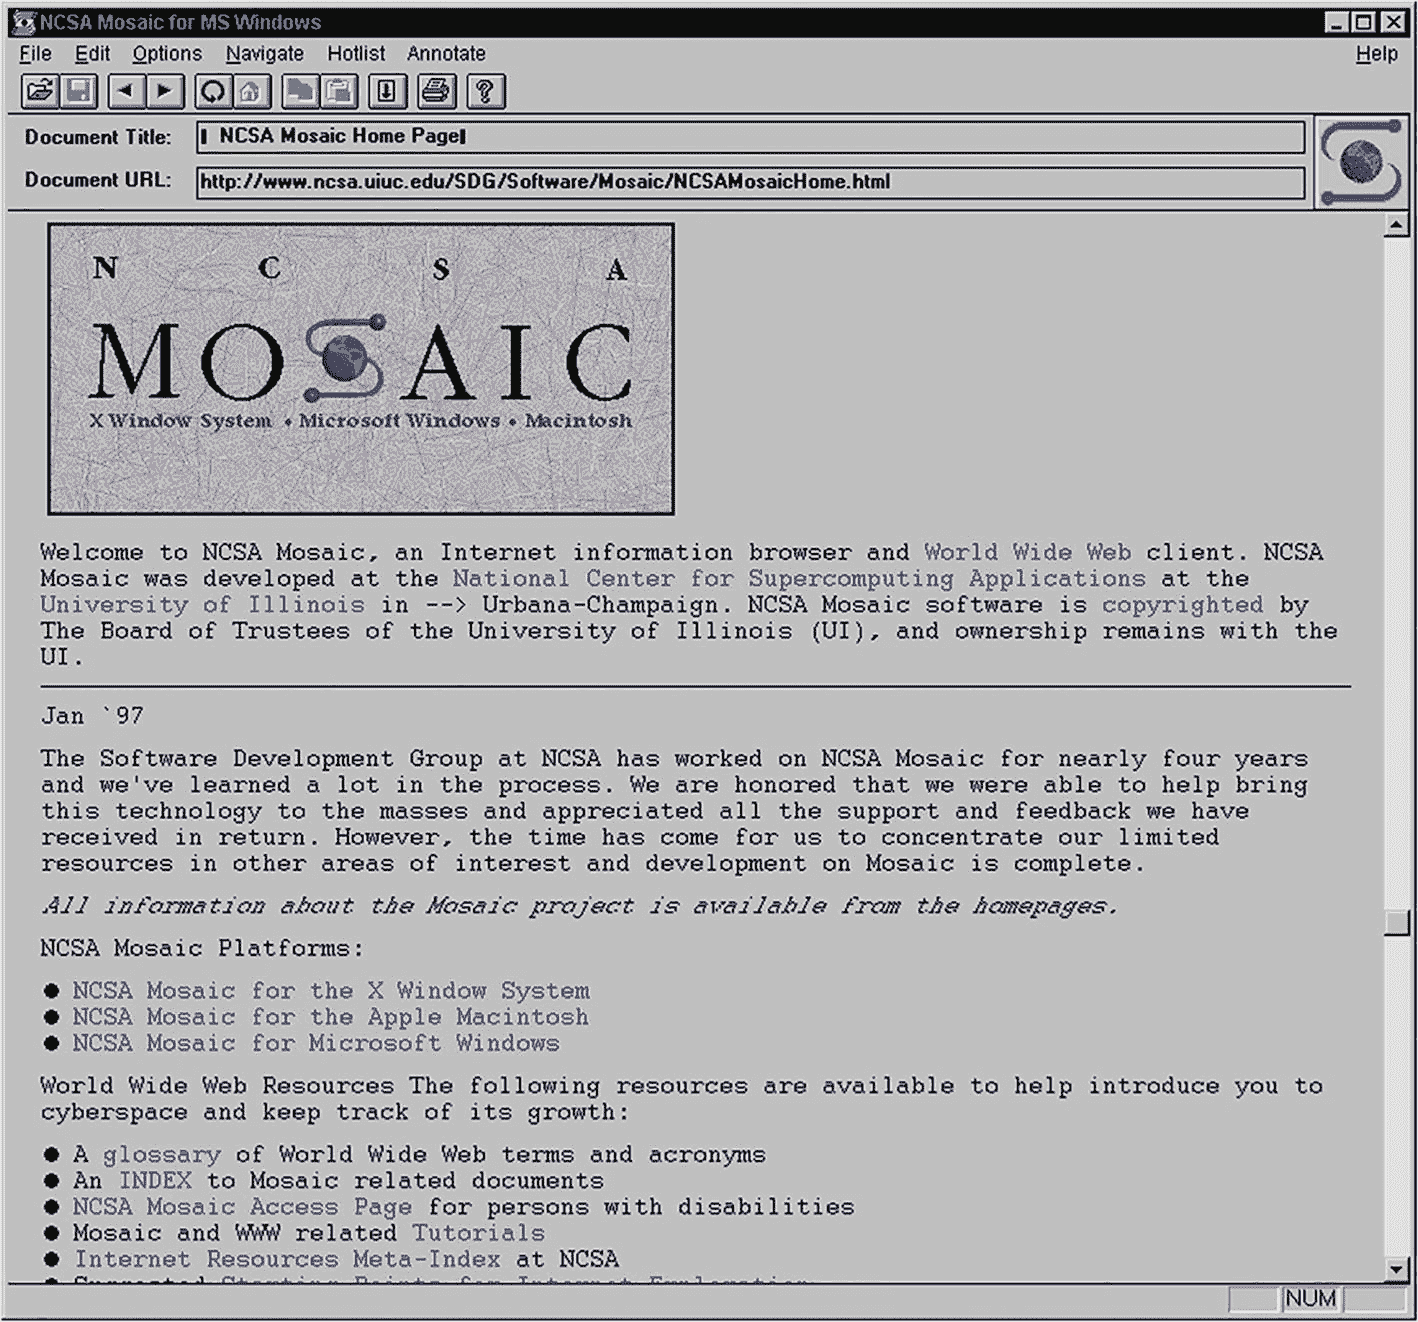 NCSA Mosaic for MS Windows
File Edit Options Navigate Hotlist Annotate Help
Document Title: NCSA Mosaic Home Page
Document URL: http://www.ncsa.uiuc.edu/SDG/Software/Mosaic/NCSAMosaicHome.html
N C S A
MOSAIC
X Window System • Microsoft Windows • Macintosh
Welcome to NCSA Mosaic, an Internet information browser and World Wide Web client. NCSA
Mosaic was developed at the National Center for Supercomputing Applications at the
University of Illinois in --> Urbana-Champaign. NCSA Mosaic software is copyrighted by
The Board of Trustees of the University of Illinois (UI), and ownership remains with the
UI.
Jan `97
The Software Development Group at NCSA has worked on NCSA Mosaic for nearly four years
and we've learned a lot in the process. We are honored that we were able to help bring
this technology to the masses and appreciated all the support and feedback we have
received in return. However, the time has come for us to concentrate our limited
resources in other areas of interest and development on Mosaic is complete.
All information about the Mosaic project is available from the homepages.
NCSA Mosaic Platforms:
● NCSA Mosaic for the X Window System
● NCSA Mosaic for the Apple Macintosh
● NCSA Mosaic for Microsoft Windows
World Wide Web Resources The following resources are available to help introduce you to
cyberspace and keep track of its growth:
● A glossary of World Wide Web terms and acronyms
● An INDEX to Mosaic related documents
● NCSA Mosaic Access Page for persons with disabilities
● Mosaic and WWW related Tutorials
● Internet Resources Meta-Index at NCSA
● Suggested Starting Points for Internet Exploration
NUM